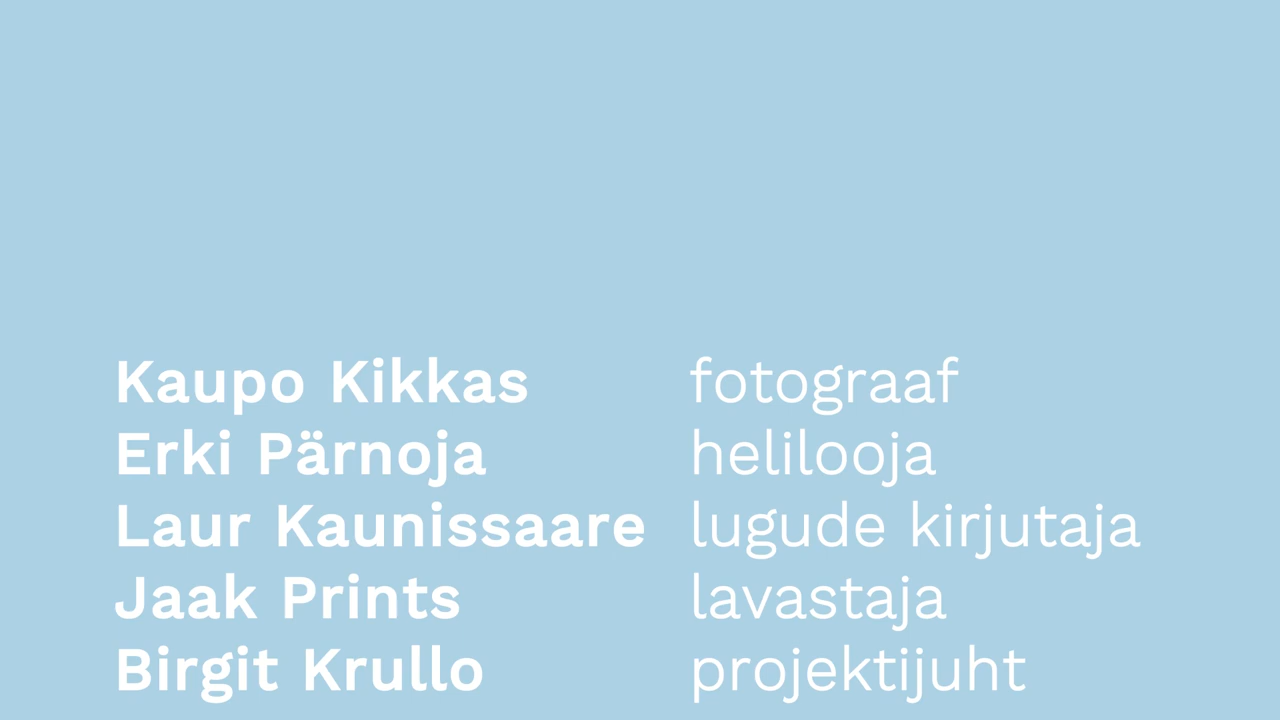 Kaupo Kikkas fotograaf
Erki Pärnoja helilooja
Laur Kaunissaare lugude kirjutaja
Jaak Prints lavastaja
Birgit Krullo projektijuht